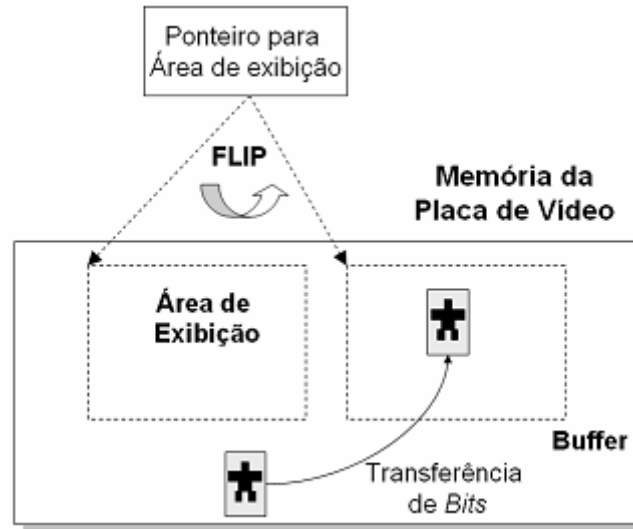 Ponteiro para
Área de exibição
FLIP
Memória da
Placa de Vídeo
Área de
Exibição
Buffer
Transferência
de Bits